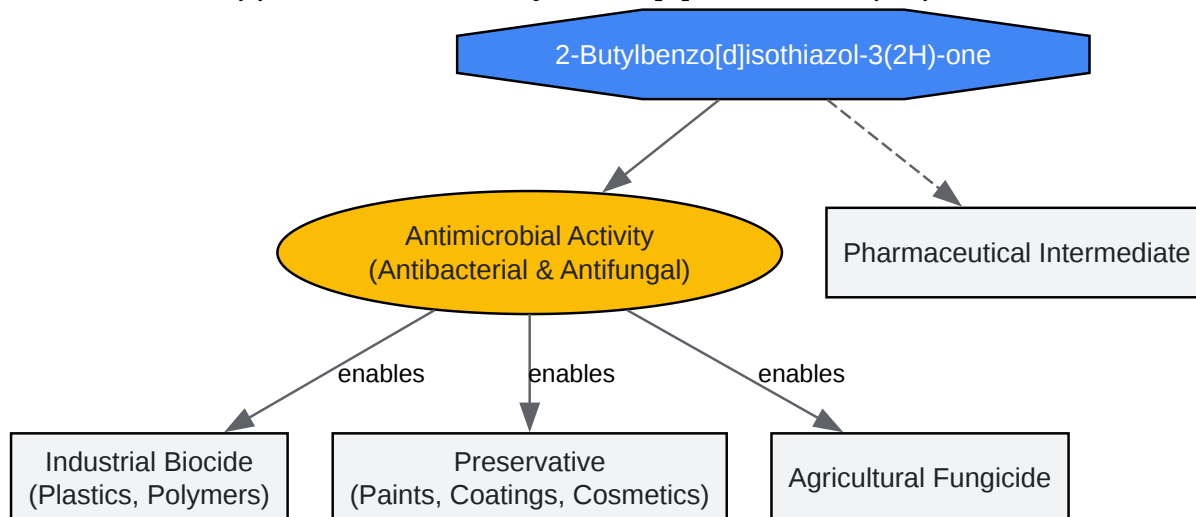 2-Butylbenzo[d]isothiazol-3(2H)-one
Antimicrobial Activity
(Antibacterial & Antifungal)
Pharmaceutical Intermediate
enables
enables
enables
Industrial Biocide
(Plastics, Polymers)
Preservative
(Paints, Coatings, Cosmetics)
Agricultural Fungicide